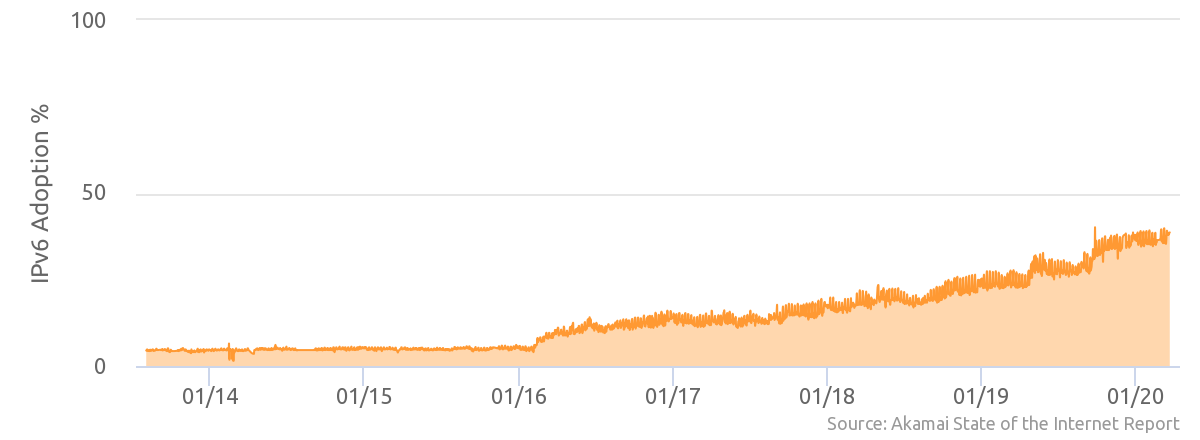 100
IPv6 Adoption %
50
0
01/14 01/15 01/16 01/17 01/18 01/19 01/20
Source: Akamai State of the Internet Report